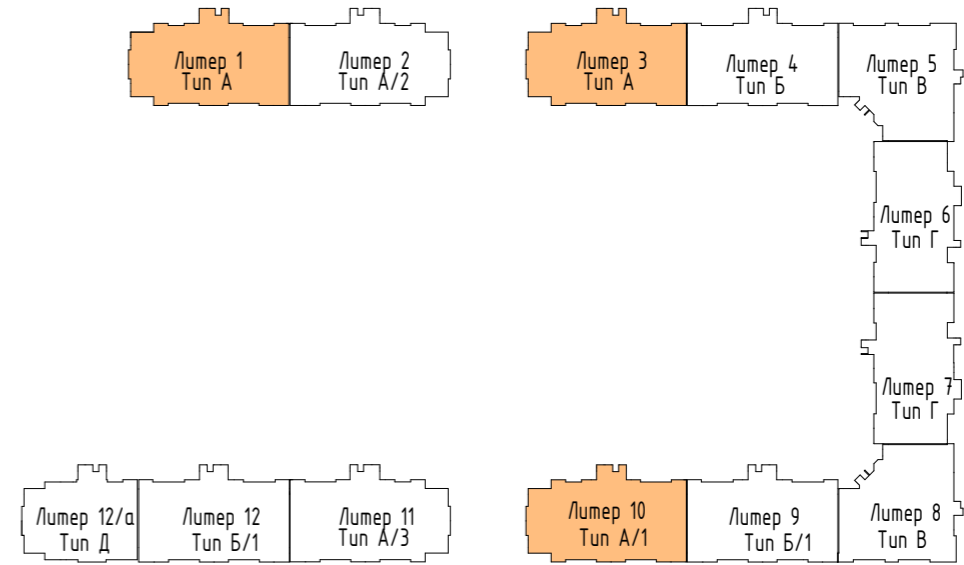 Литер 1
Тип А
Литер 2
Тип А/2
Литер 3
Тип А
Литер 4
Тип Б
Литер 5
Тип В
Литер 6
Тип Г
Литер 7
Тип Г
Литер 12/а
Тип Д
Литер 12
Тип Б/1
Литер 11
Тип А/3
Литер 10
Тип А/1
Литер 9
Тип Б/1
Литер 8
Тип В